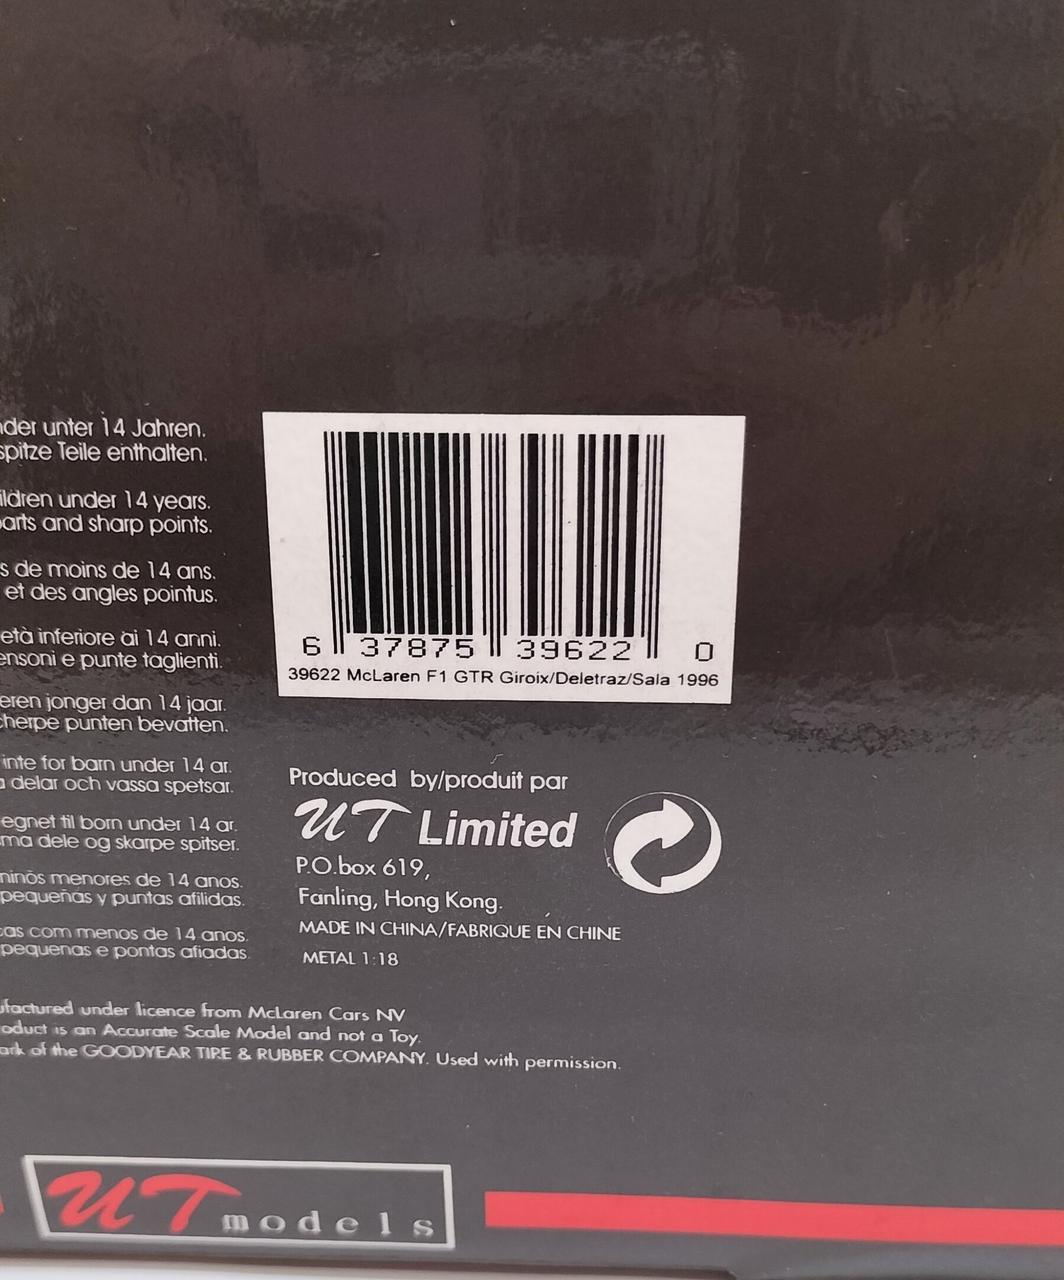 der unter 14 Jahren.
spitze Teile enthalten.
ildren under 14 years.
arts and sharp points.
s de moins de 14 ans.
et des angles pointus.
età inferiore ai 14 anni.
ensoni e punte taglienti.
eren jonger dan 14 jaar.
cherpe punten bevatten.
inte for barn under 14 ar.
a delar och vassa spetsar.
egnet til born under 14 ar.
ma dele og skarpe spitser.
ninõs menores de 14 anos.
pequeñas y puntas afilidas.
cas com menos de 14 anos.
pequenas e pontas afiadas.
6 37875 39622 0
39622 McLaren F1 GTR Giroix/Deletraz/Sala 1996
Produced by/produit par
UT Limited
P.O.box 619,
Fanling, Hong Kong.
MADE IN CHINA/FABRIQUE EN CHINE
METAL 1:18
ufactured under licence from McLaren Cars NV
oduct is an Accurate Scale Model and not a Toy.
ark of the GOODYEAR TIRE & RUBBER COMPANY. Used with permission.
UT models